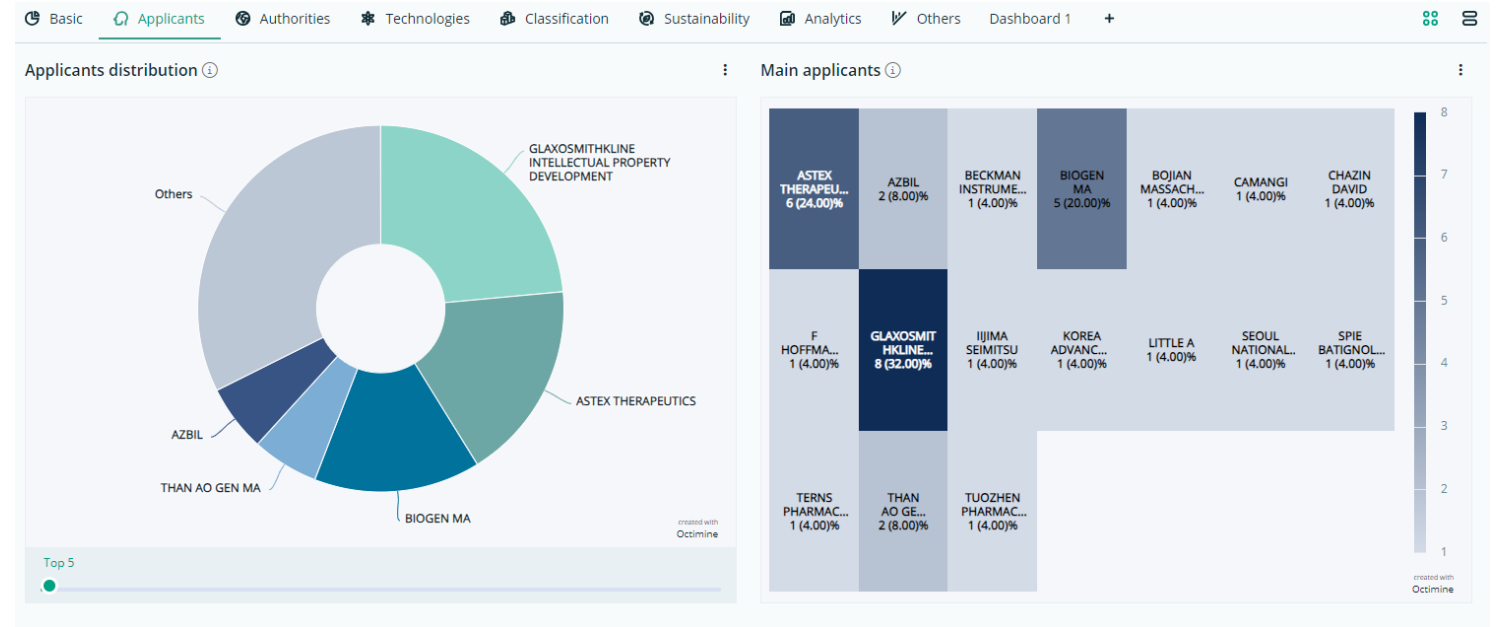 Basic
Applicants
Authorities
Technologies
Classification
Sustainability
Analytics
Others
Dashboard 1
+
Applicants distribution
GLAXOSMITHKLINE
INTELLECTUAL PROPERTY
DEVELOPMENT
Others
ASTEX THERAPEUTICS
AZBIL
THAN AO GEN MA
BIOGEN MA
created with
Octimine
Top 5
Main applicants
ASTEX
THERAPEU...
6 (24.00)%
AZBIL
2 (8.00)%
BECKMAN
INSTRUME...
1 (4.00)%
BIOGEN
MA
5 (20.00)%
BOJIAN
MASSACH...
1 (4.00)%
CAMANGI
1 (4.00)%
CHAZIN
DAVID
1 (4.00)%
F
HOFFMA...
1 (4.00)%
GLAXOSMIT
HKLINE...
8 (32.00)%
IIJIMA
SEIMITSU
1 (4.00)%
KOREA
ADVANC...
1 (4.00)%
LITTLE A
1 (4.00)%
SEOUL
NATIONAL...
1 (4.00)%
SPIE
BATIGNOL...
1 (4.00)%
TERNS
PHARMAC...
1 (4.00)%
THAN
AO GE...
2 (8.00)%
TUOZHEN
PHARMAC...
1 (4.00)%
8
7
6
5
4
3
2
1
created with
Octimine